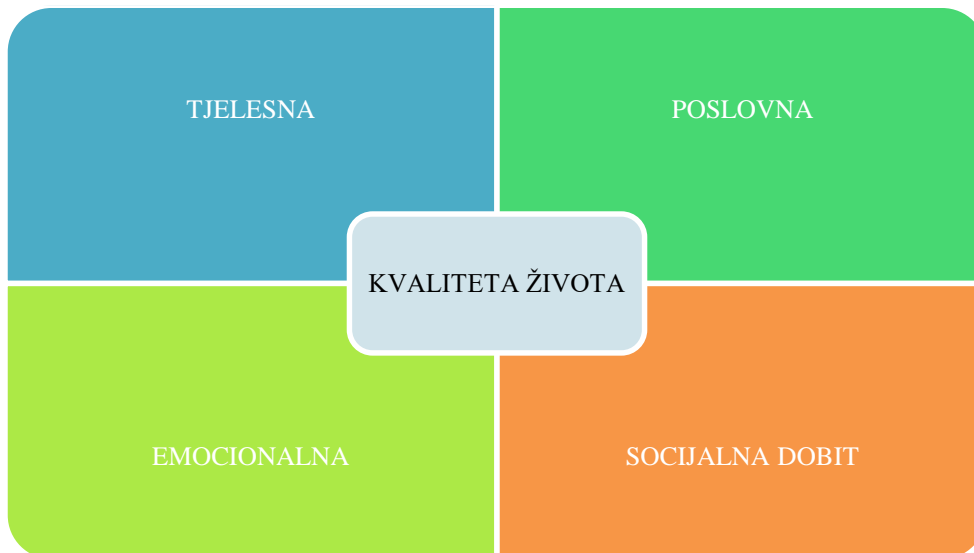 TJELESNA
POSLOVNA
KVALITETA ŽIVOTA
EMOCIONALNA
SOCIJALNA DOBIT